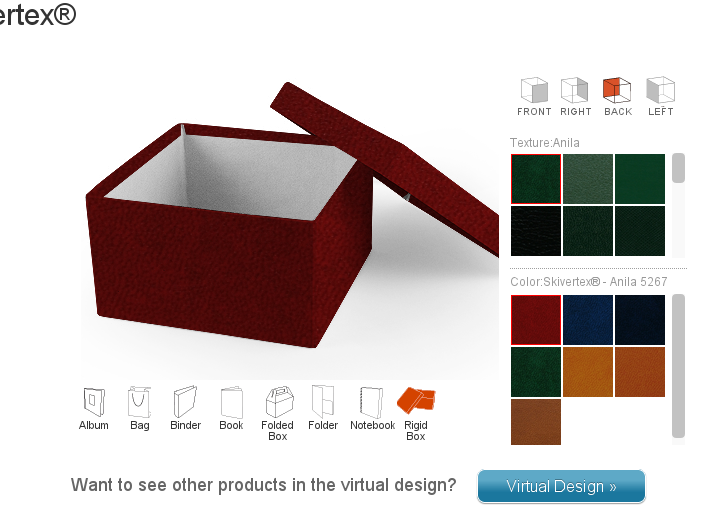 ertex®
FRONT RIGHT BACK LEFT
Texture:Anila
Color:Skivertex® - Anila 5267
Album Bag Binder Book Folded Box Folder Notebook Rigid Box
Want to see other products in the virtual design?
Virtual Design »